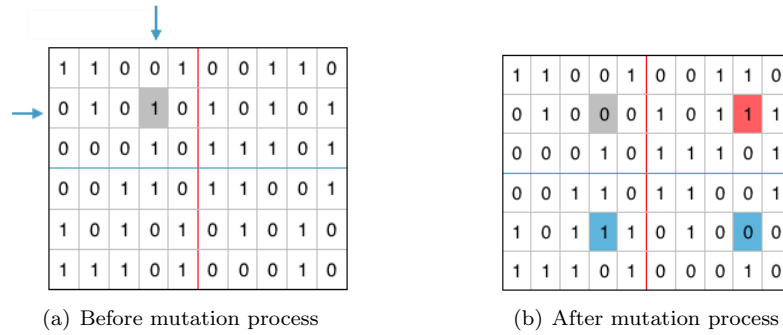 1 1 0 0 1 0 0 1 1 0
0 1 0 1 0 1 0 1 0 1
0 0 0 1 0 1 1 1 0 1
0 0 1 1 0 1 1 0 0 1
1 0 1 0 1 0 1 0 1 0
1 1 1 0 1 0 0 0 1 0
(a) Before mutation process
1 1 0 0 1 0 0 1 1 0
0 1 0 0 0 1 0 1 1 1
0 0 0 1 0 1 1 1 0 1
0 0 1 1 0 1 1 0 0 1
1 0 1 1 1 0 1 0 0 0
1 1 1 0 1 0 0 0 1 0
(b) After mutation process